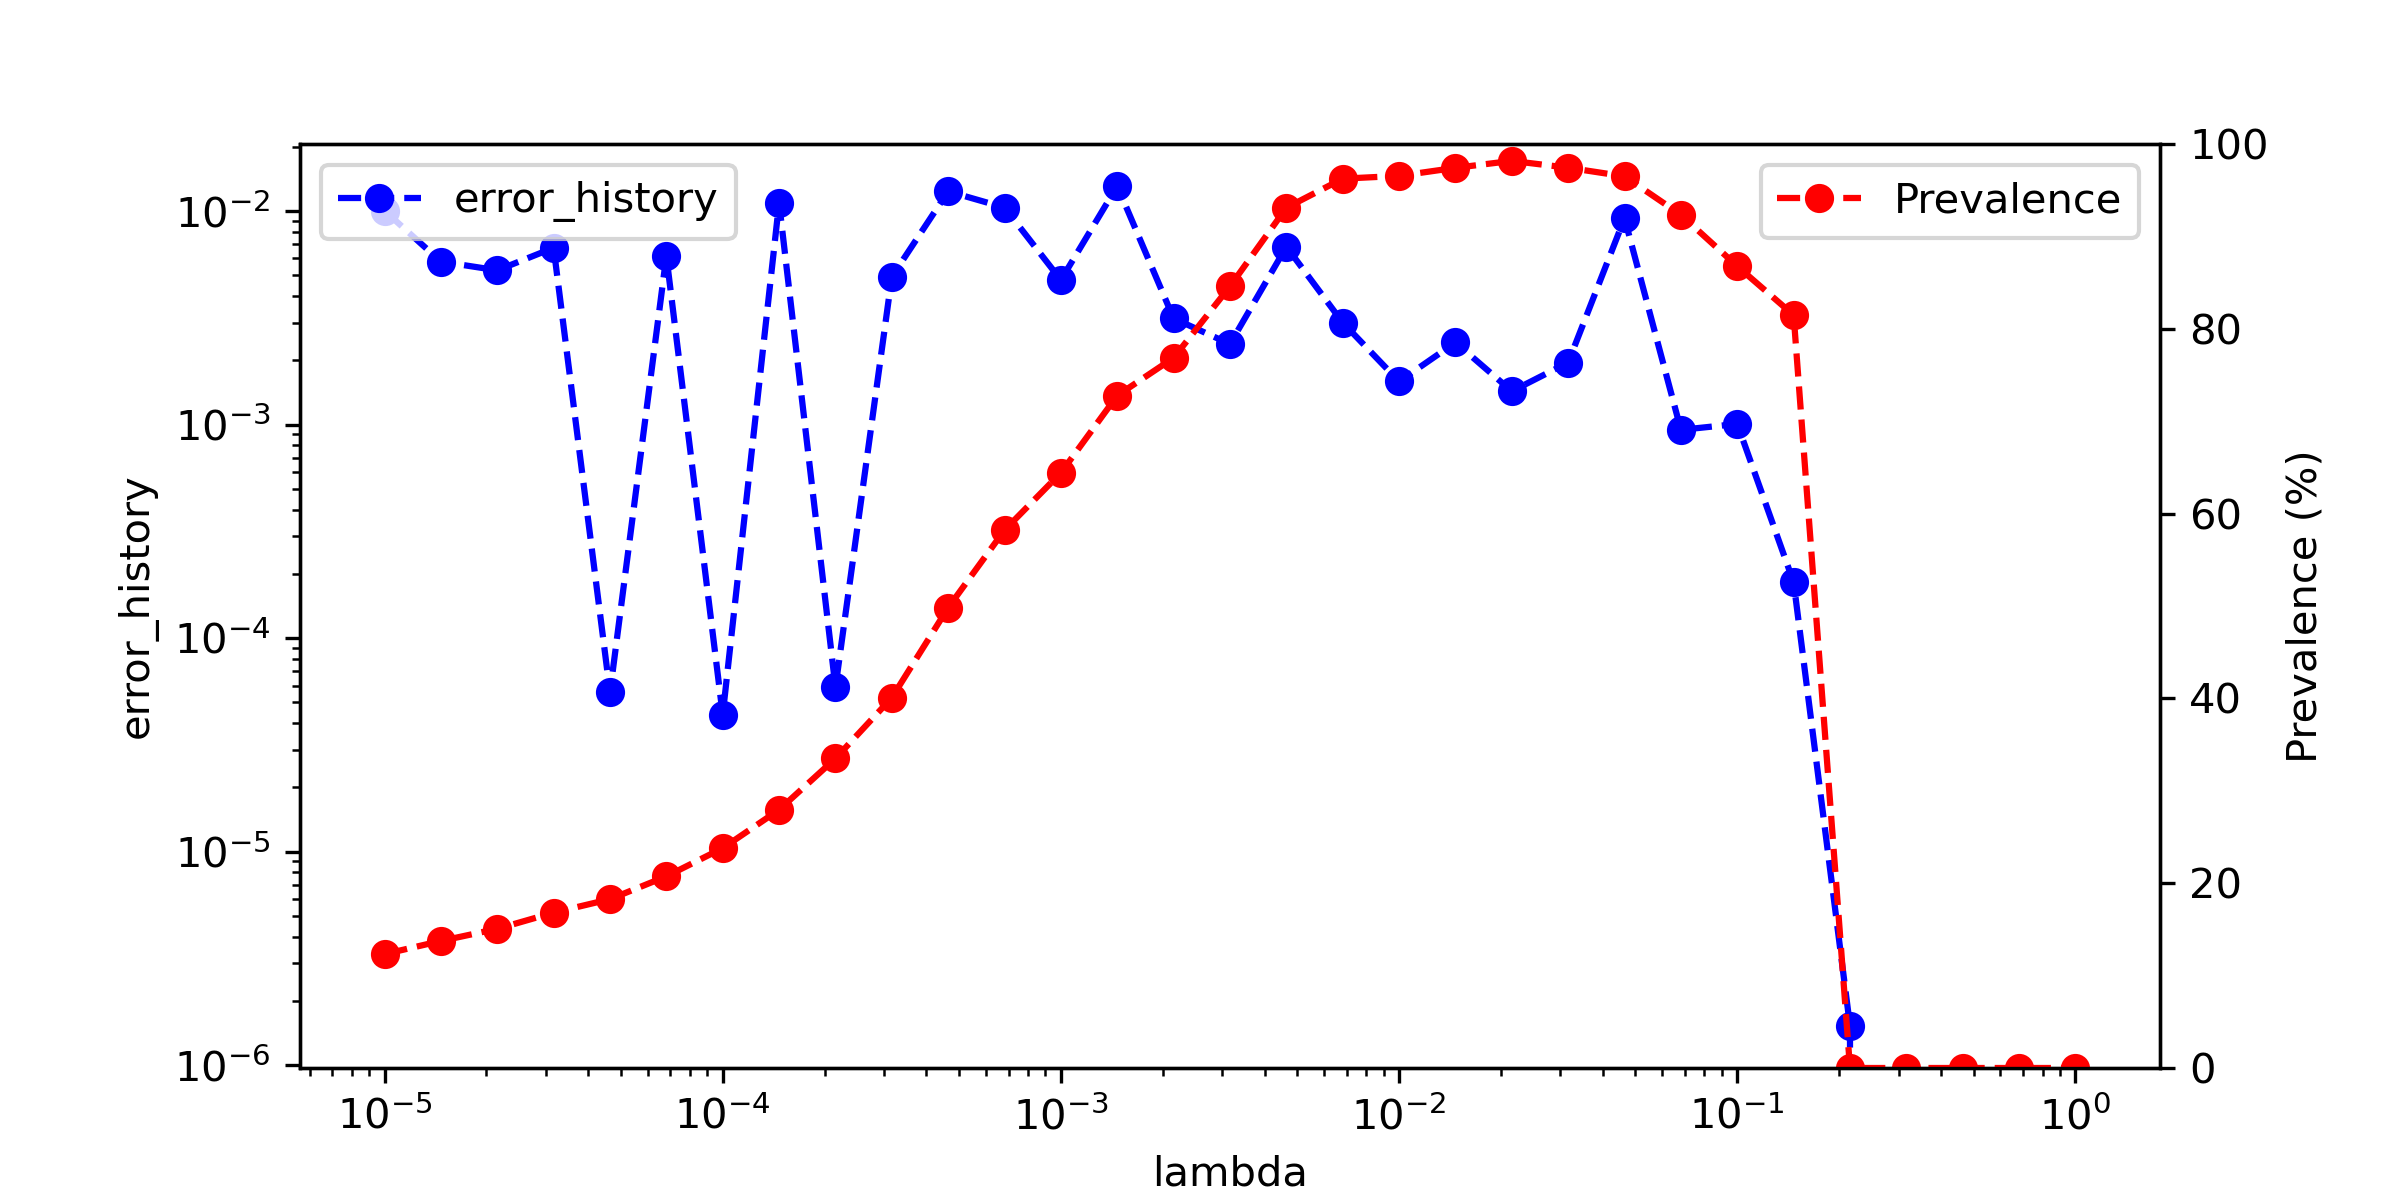 error_history
Prevalence
10⁻²
10⁻³
10⁻⁴
10⁻⁵
10⁻⁶
error_history
100
80
60
40
20
0
Prevalence (%)
10⁻⁵ 10⁻⁴ 10⁻³ 10⁻² 10⁻¹ 10⁰
lambda